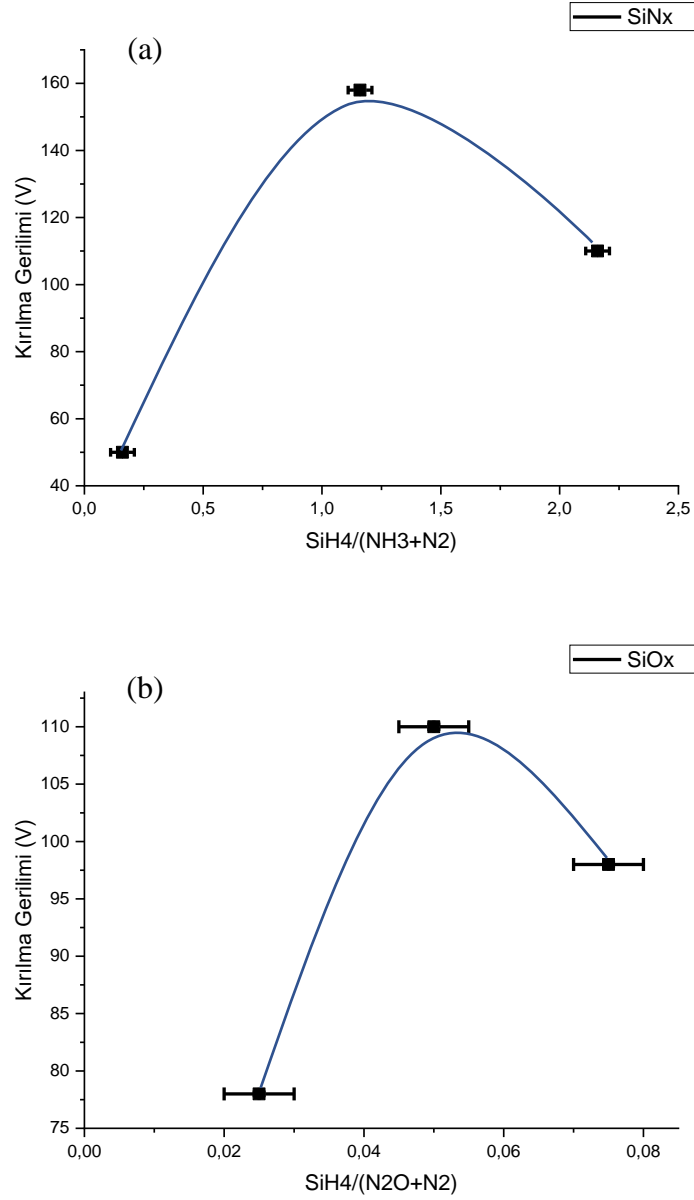 SiNx
(a)
160
140
120
100
80
60
40
Kırılma Gerilimi (V)
0,0 0,5 1,0 1,5 2,0 2,5
SiH4/(NH3+N2)
SiOx
(b)
110
105
100
95
90
85
80
75
Kırılma Gerilimi (V)
0,00 0,02 0,04 0,06 0,08
SiH4/(N2O+N2)